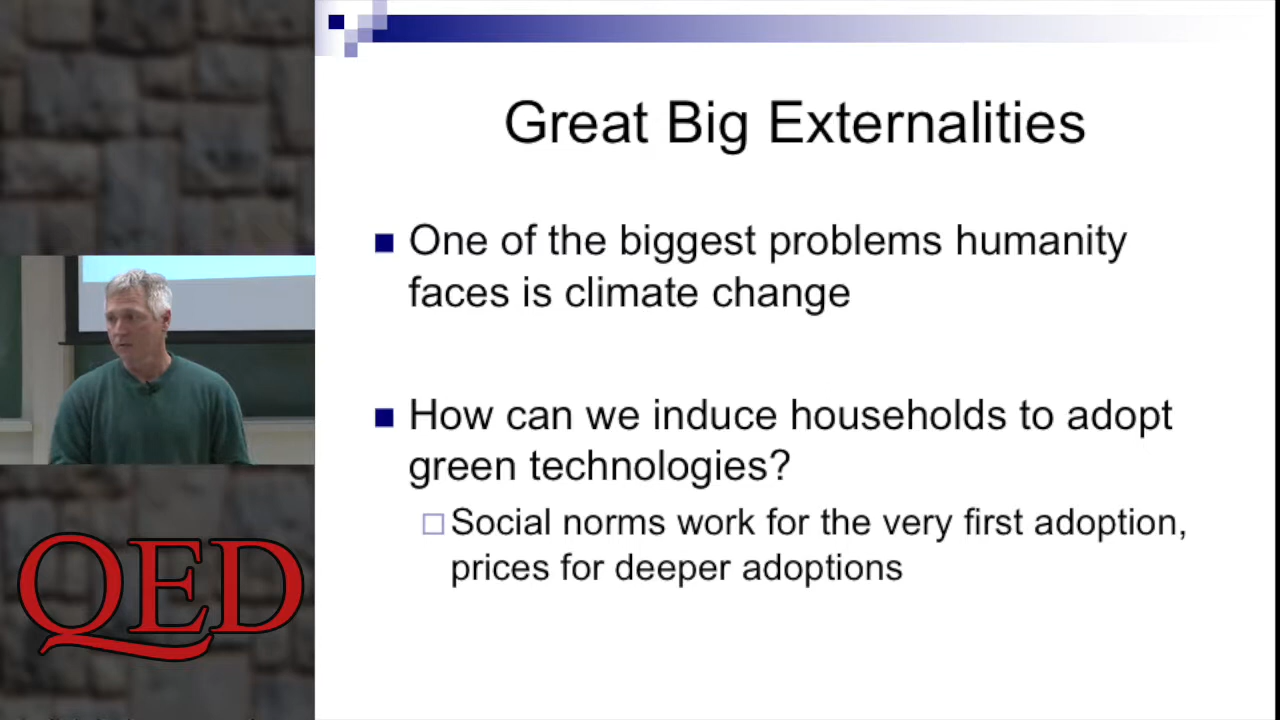 Great Big Externalities
One of the biggest problems humanity
faces is climate change
How can we induce households to adopt
green technologies?
Social norms work for the very first adoption,
prices for deeper adoptions
QED